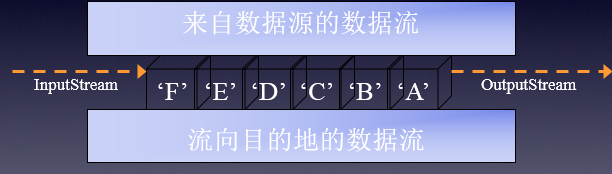 来自数据源的数据流
InputStream
‘F’ ‘E’ ‘D’ ‘C’ ‘B’ ‘A’
OutputStream
流向目的地的数据流